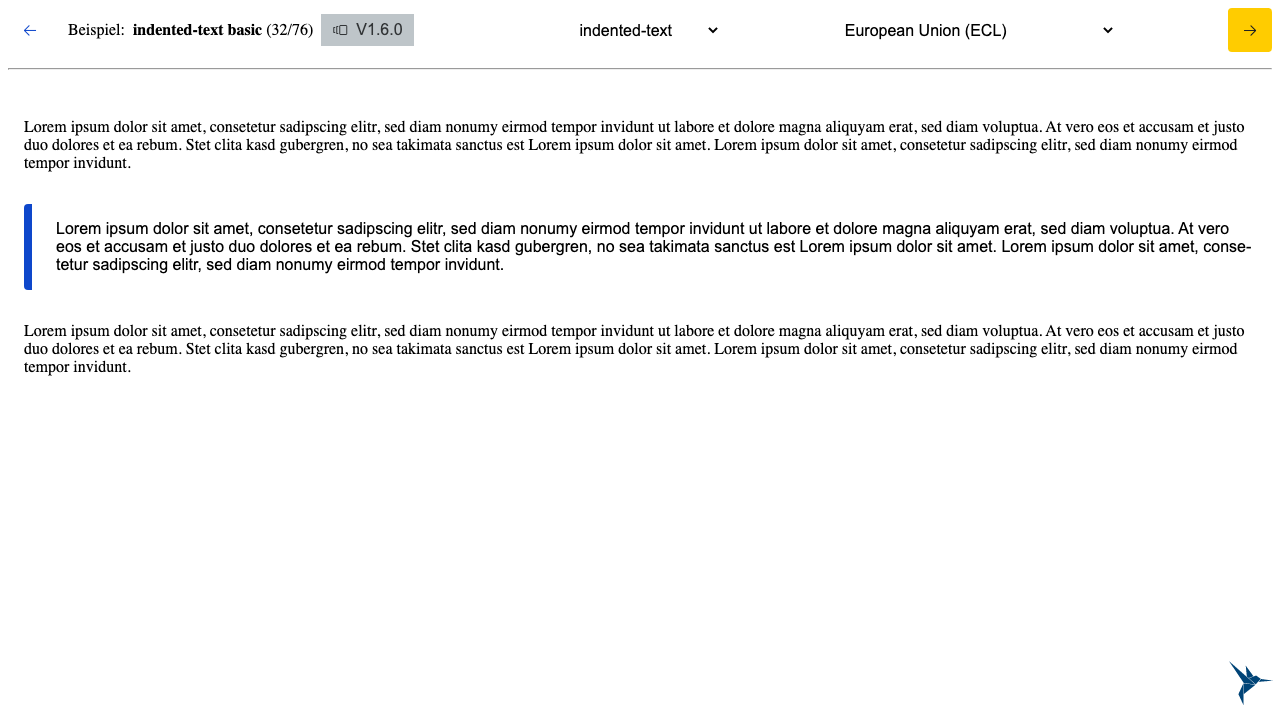 Beispiel: indented-text basic (32/76) V1.6.0 indented-text European Union (ECL)
Lorem ipsum dolor sit amet, consetetur sadipscing elitr, sed diam nonumy eirmod tempor invidunt ut labore et dolore magna aliquyam erat, sed diam voluptua. At vero eos et accusam et justo
duo dolores et ea rebum. Stet clita kasd gubergren, no sea takimata sanctus est Lorem ipsum dolor sit amet. Lorem ipsum dolor sit amet, consetetur sadipscing elitr, sed diam nonumy eirmod
tempor invidunt.
Lorem ipsum dolor sit amet, consetetur sadipscing elitr, sed diam nonumy eirmod tempor invidunt ut labore et dolore magna aliquyam erat, sed diam voluptua. At vero
eos et accusam et justo duo dolores et ea rebum. Stet clita kasd gubergren, no sea takimata sanctus est Lorem ipsum dolor sit amet. Lorem ipsum dolor sit amet, conse-
tetur sadipscing elitr, sed diam nonumy eirmod tempor invidunt.
Lorem ipsum dolor sit amet, consetetur sadipscing elitr, sed diam nonumy eirmod tempor invidunt ut labore et dolore magna aliquyam erat, sed diam voluptua. At vero eos et accusam et justo
duo dolores et ea rebum. Stet clita kasd gubergren, no sea takimata sanctus est Lorem ipsum dolor sit amet. Lorem ipsum dolor sit amet, consetetur sadipscing elitr, sed diam nonumy eirmod
tempor invidunt.